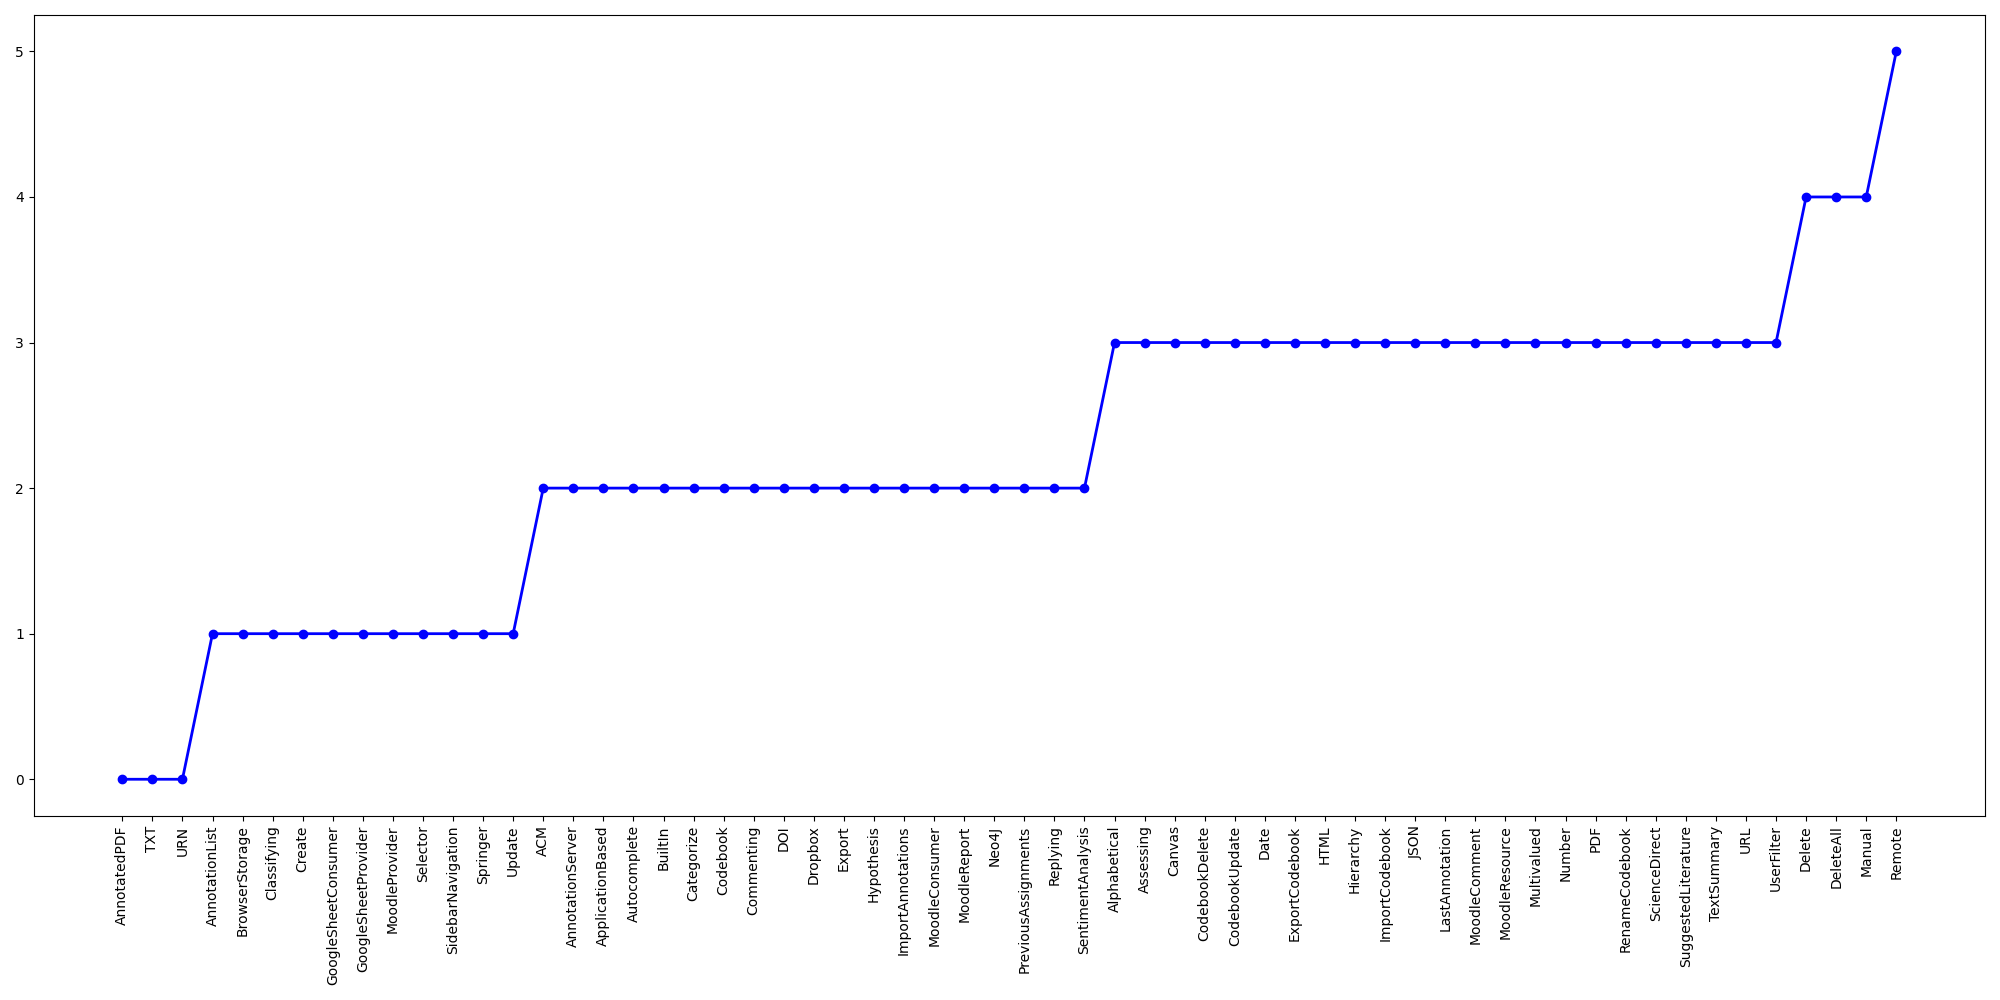 5
4
3
2
1
0
AnnotatedPDF
TXT
URN
AnnotationList
BrowserStorage
Classifying
Create
GoogleSheetConsumer
GoogleSheetProvider
MoodleProvider
Selector
SidebarNavigation
Springer
Update
ACM
AnnotationServer
ApplicationBased
Autocomplete
BuiltIn
Categorize
Codebook
Commenting
DOI
Dropbox
Export
Hypothesis
ImportAnnotations
MoodleConsumer
MoodleReport
Neo4J
PreviousAssignments
Replying
SentimentAnalysis
Alphabetical
Assessing
Canvas
CodebookDelete
CodebookUpdate
Date
ExportCodebook
HTML
Hierarchy
ImportCodebook
JSON
LastAnnotation
MoodleComment
MoodleResource
Multivalued
Number
PDF
RenameCodebook
ScienceDirect
SuggestedLiterature
TextSummary
URL
UserFilter
Delete
DeleteAll
Manual
Remote